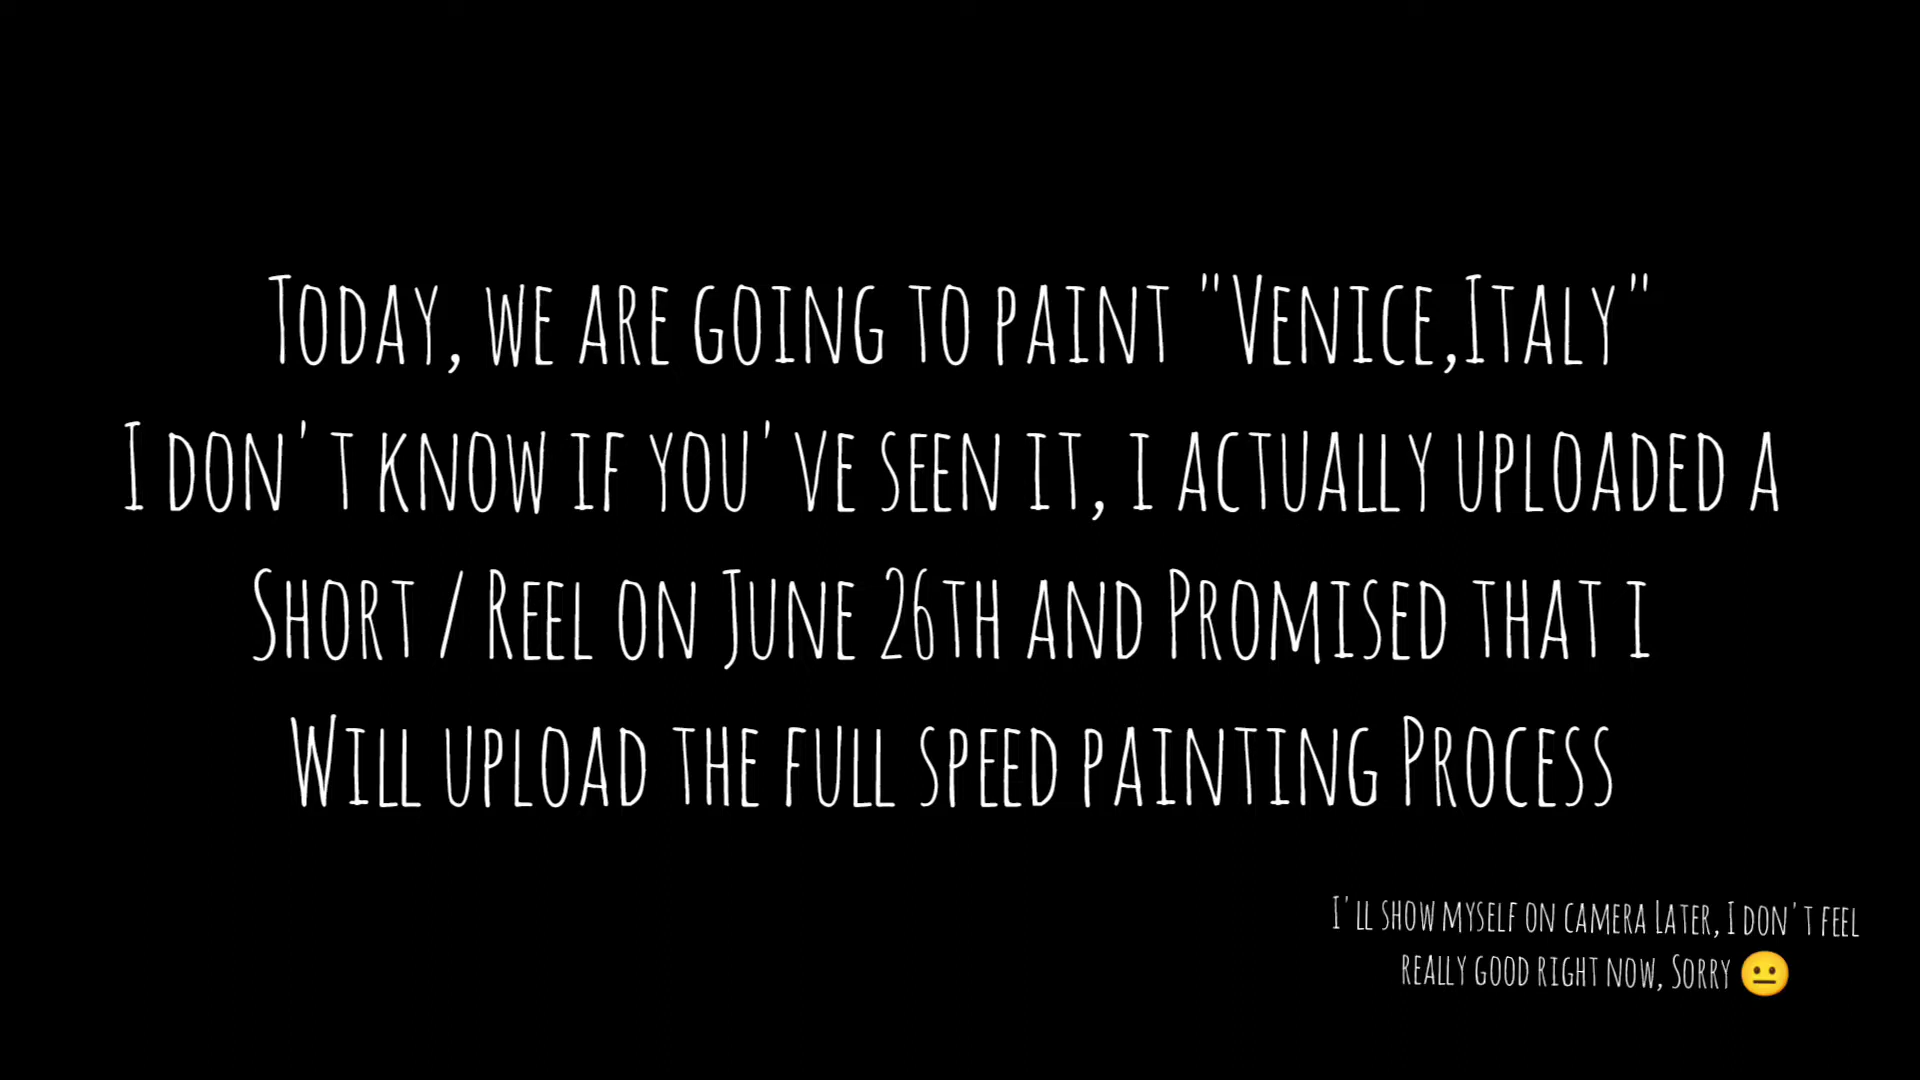 Today, we are going to paint "Venice,Italy"
I don't know if you've seen it, i actually uploaded a
Short / Reel on June 26th and Promised that i
Will upload the full speed painting Process
I'll show myself on camera Later, I don't feel
really good right now, Sorry 😐